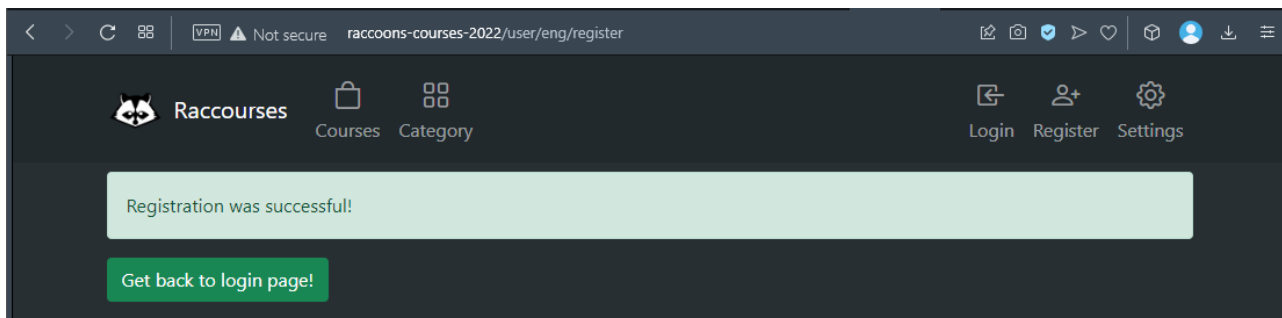 VPN Not secure raccoons-courses-2022/user/eng/register
Raccourses Courses Category Login Register Settings
Registration was successful!
Get back to login page!